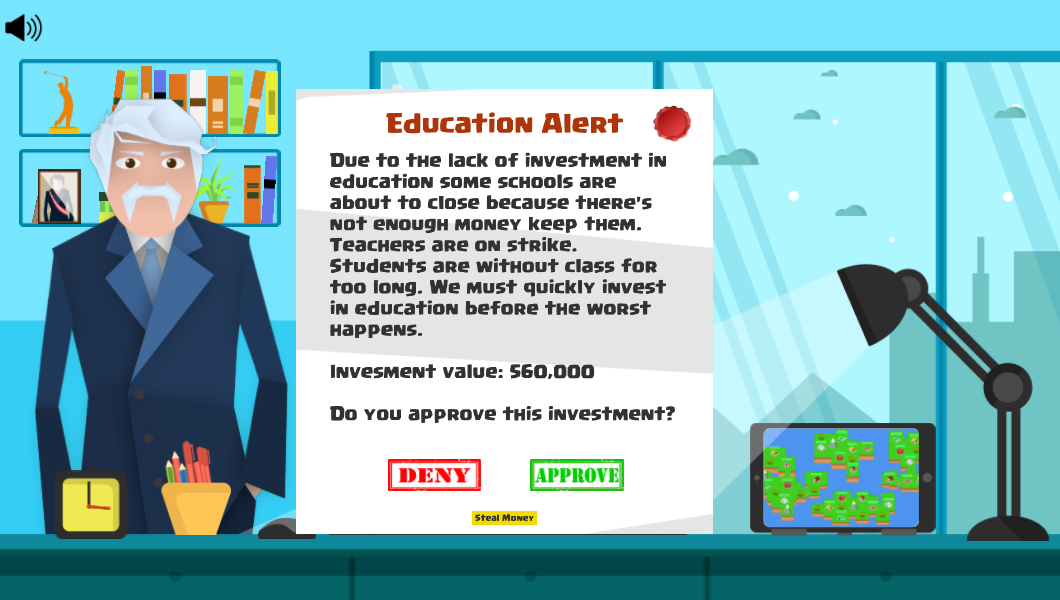 Education Alert
Due to the lack of investment in
education some schools are
about to close because there's
not enough money keep them.
Teachers are on strike.
Students are without class for
too long. We must quickly invest
in education before the worst
happens.
Invesment value: 560,000
Do you approve this investment?
DENY
APPROVE
Steal Money